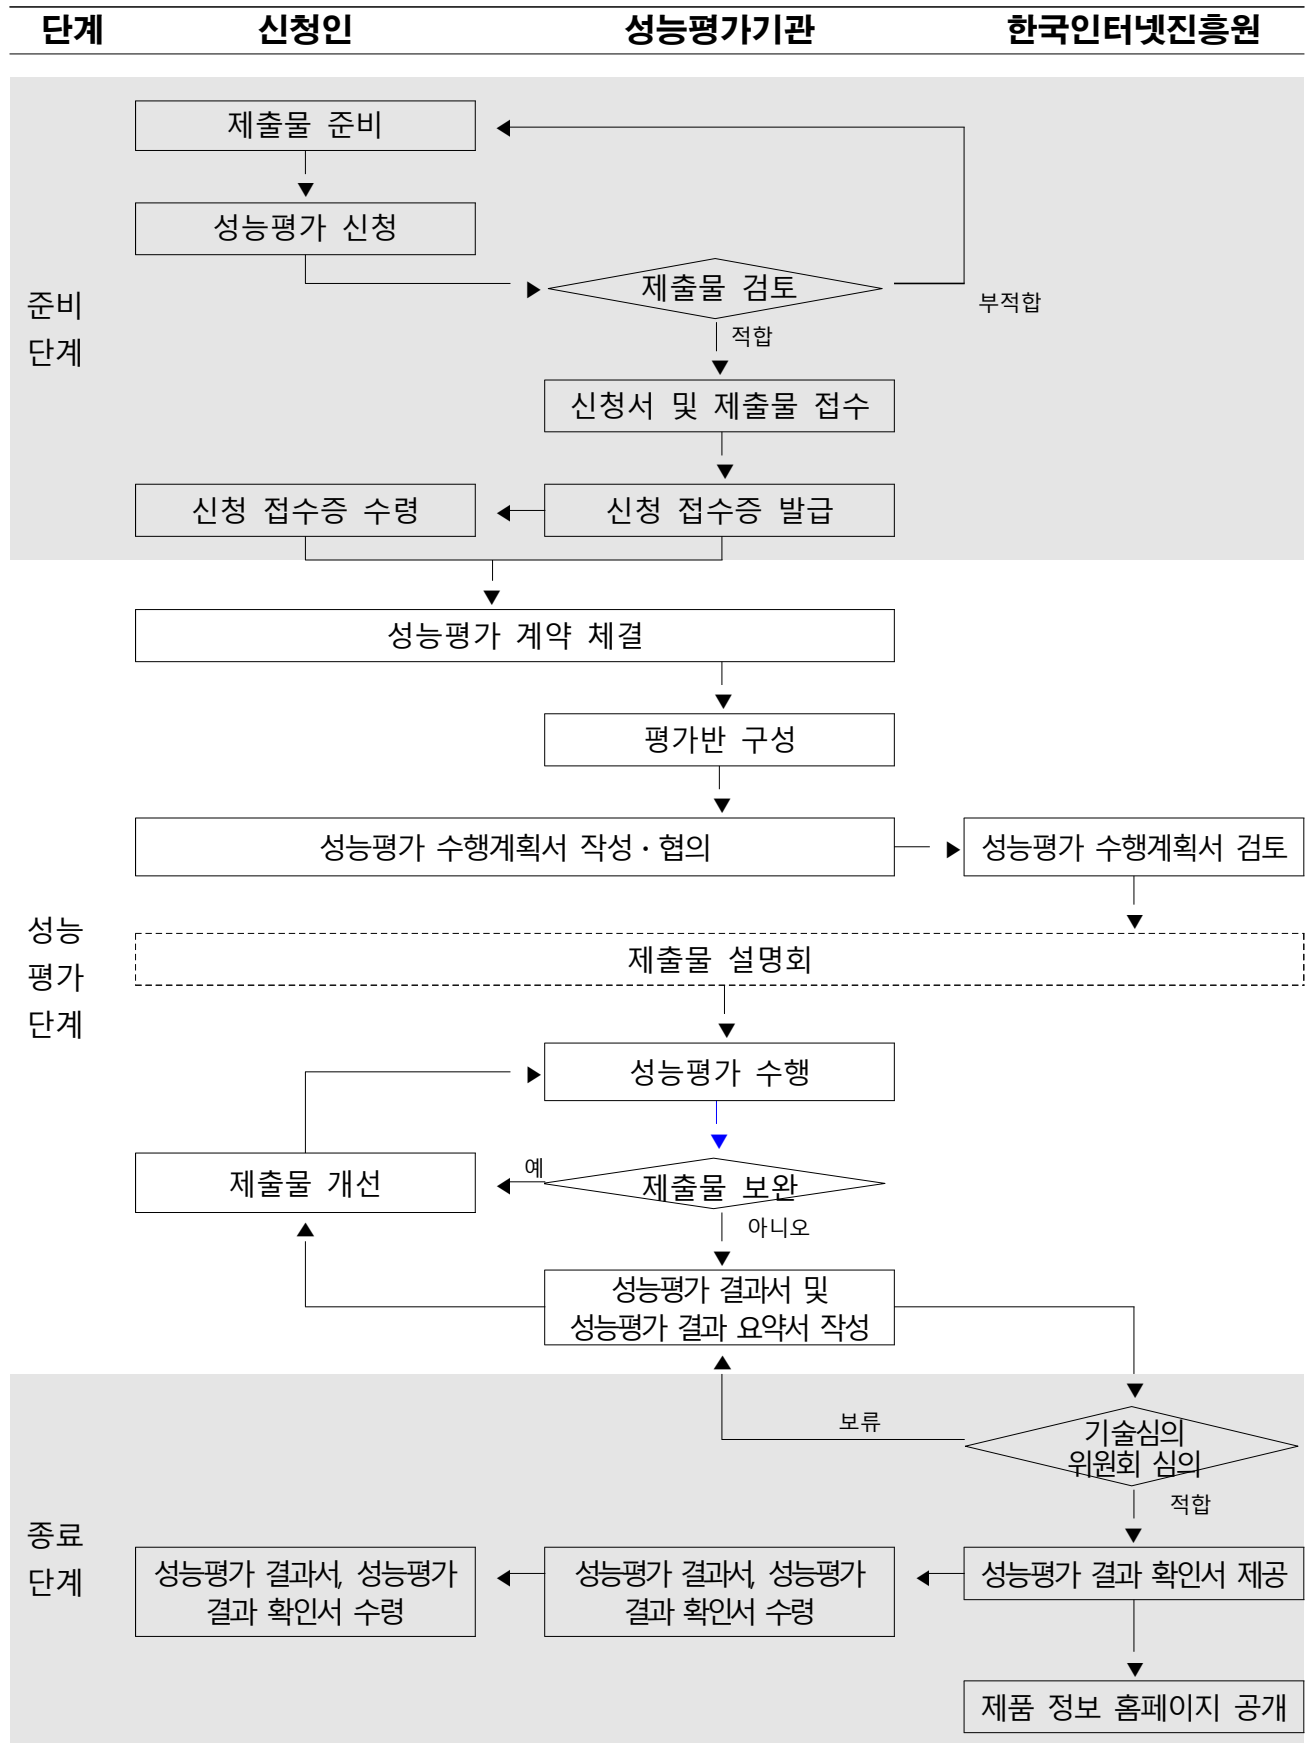 단계 신청인 성능평가기관 한국인터넷진흥원
제출물 준비
성능평가 신청
준비
단계
제출물 검토
부적합
적합
신청서 및 제출물 접수
신청 접수증 수령
신청 접수증 발급
성능평가 계약 체결
평가반 구성
성능평가 수행계획서 작성·협의
성능평가 수행계획서 검토
성능
평가
단계
제출물 설명회
성능평가 수행
제출물 개선
예
제출물 보완
아니오
성능평가 결과서 및
성능평가 결과 요약서 작성
보류
기술심의
위원회 심의
적합
종료
단계
성능평가 결과서, 성능평가
결과 확인서 수령
성능평가 결과서, 성능평가
결과 확인서 수령
성능평가 결과 확인서 제공
제품 정보 홈페이지 공개